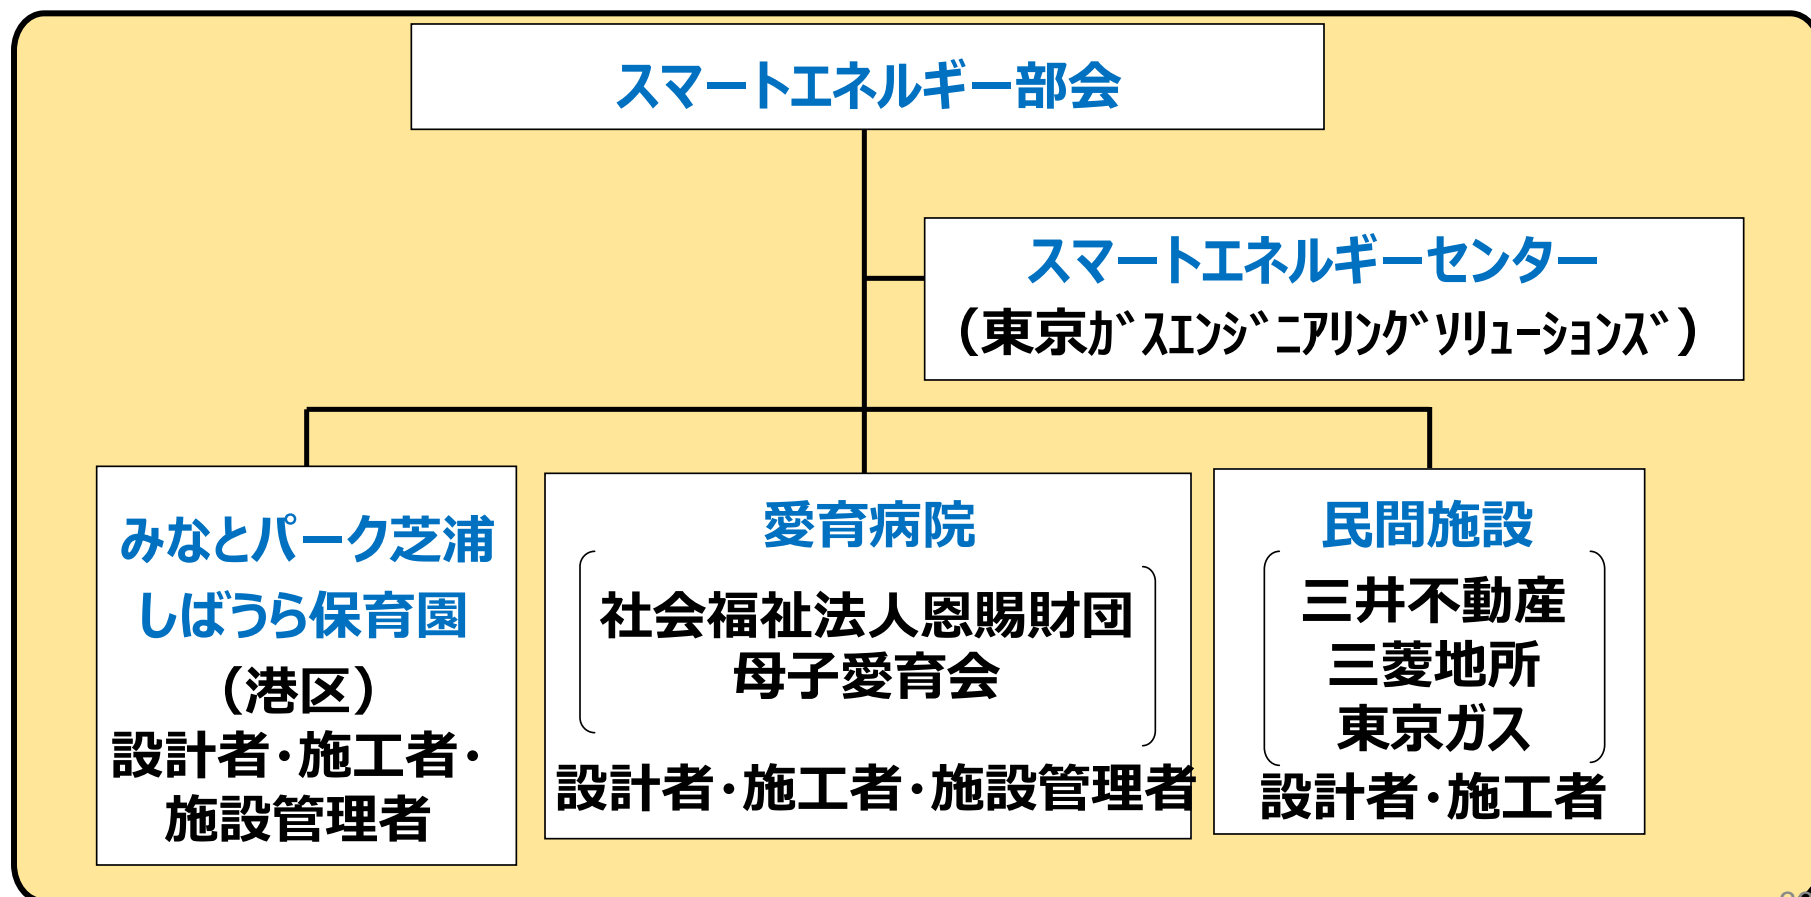 スマートエネルギー部会
スマートエネルギーセンター
（東京ｶﾞｽｴﾝｼﾞﾆｱﾘﾝｸﾞｿﾘｭｰｼｮﾝｽﾞ）
みなとパーク芝浦
しばうら保育園
（港区）
設計者・施工者・
施設管理者
愛育病院
社会福祉法人恩賜財団
母子愛育会
設計者・施工者・施設管理者
民間施設
三井不動産
三菱地所
東京ガス
設計者・施工者